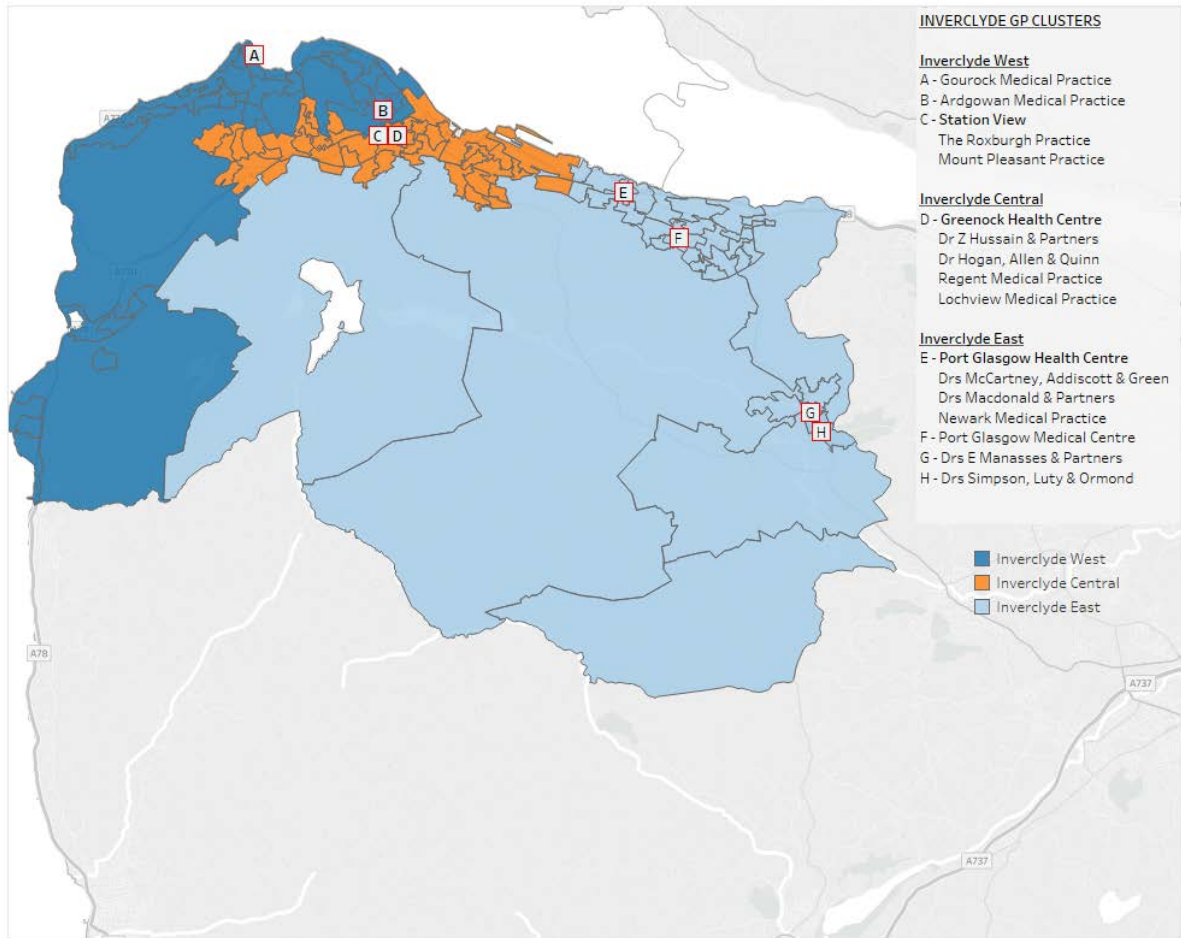 INVERCLYDE GP CLUSTERS
Inverclyde West
A - Gourock Medical Practice
B - Ardgowan Medical Practice
C - Station View
The Roxburgh Practice
Mount Pleasant Practice
Inverclyde Central
D - Greenock Health Centre
Dr Z Hussain & Partners
Dr Hogan, Allen & Quinn
Regent Medical Practice
Lochview Medical Practice
Inverclyde East
E - Port Glasgow Health Centre
Drs McCartney, Addiscott & Green
Drs Macdonald & Partners
Newark Medical Practice
F - Port Glasgow Medical Centre
G - Drs E Manasses & Partners
H - Drs Simpson, Luty & Ormond
Inverclyde West
Inverclyde Central
Inverclyde East
A
B
C D
E
F
G
H
A78
A737
A737